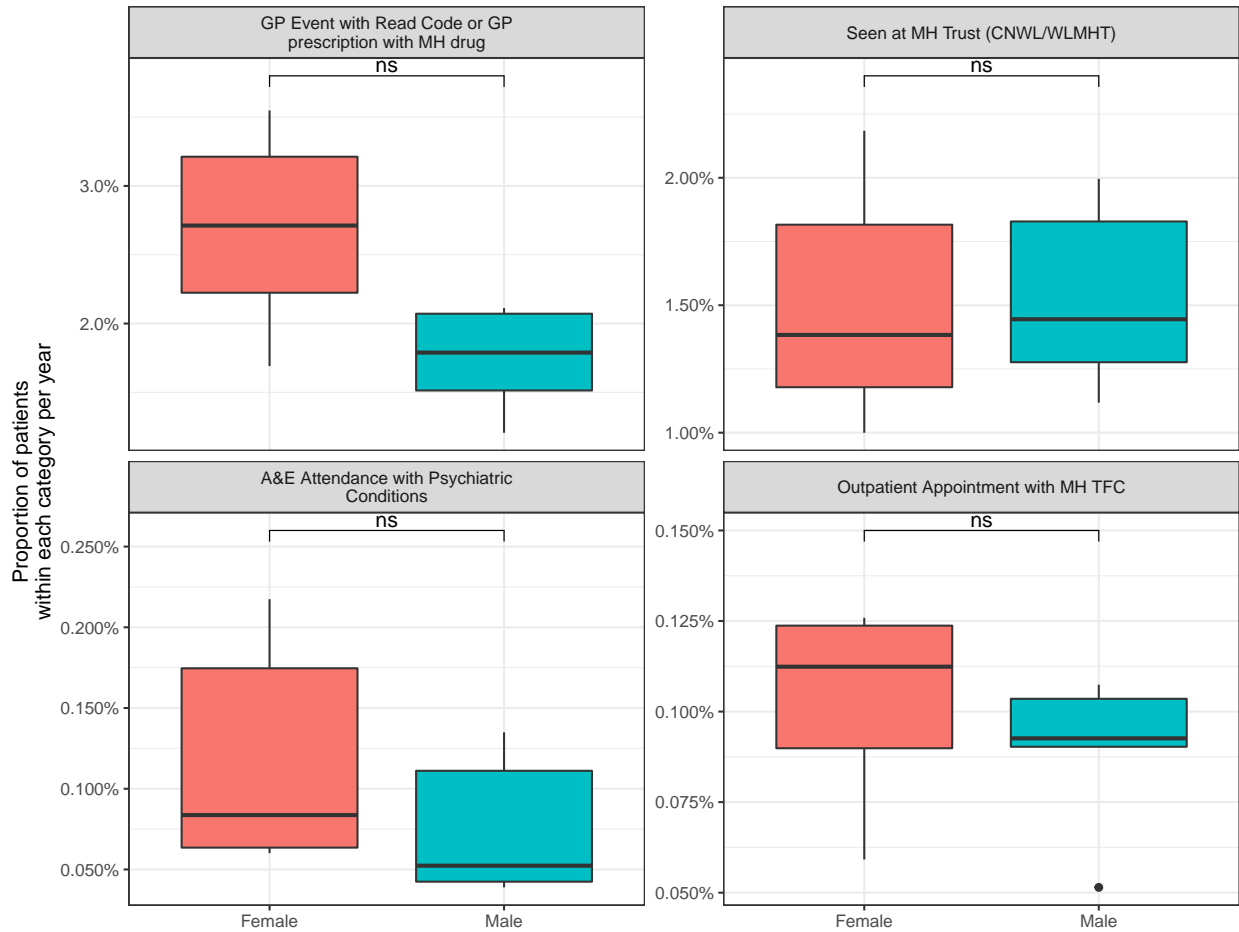 GP Event with Read Code or GP
prescription with MH drug
ns
3.0%
2.0%
Seen at MH Trust (CNWL/WLMHT)
ns
2.00%
1.50%
1.00%
Proportion of patients
within each category per year
A&E Attendance with Psychiatric
Conditions
ns
0.250%
0.200%
0.150%
0.100%
0.050%
Female
Male
Outpatient Appointment with MH TFC
ns
0.150%
0.125%
0.100%
0.075%
0.050%
Female
Male